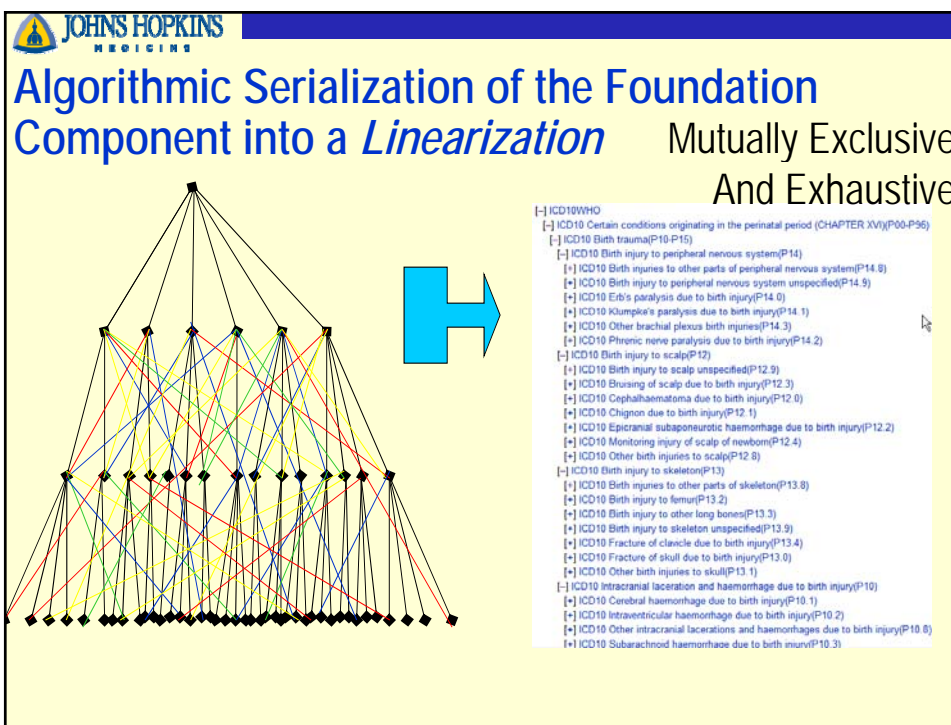 JOHNS HOPKINS
MEDICINE
Algorithmic Serialization of the Foundation
Component into a Linearization
Mutually Exclusive
And Exhaustive
[-] ICD10WHO
[-] ICD10 Certain conditions originating in the perinatal period (CHAPTER XVI)(P00-P96)
[-] ICD10 Birth trauma(P10-P15)
[-] ICD10 Birth injury to peripheral nervous system(P14)
[+] ICD10 Birth injuries to other parts of peripheral nervous system(P14.8)
[+] ICD10 Birth injury to peripheral nervous system unspecified(P14.9)
[+] ICD10 Erb's paralysis due to birth injury(P14.0)
[+] ICD10 Klumpke's paralysis due to birth injury(P14.1)
[+] ICD10 Other brachial plexus birth injuries(P14.3)
[+] ICD10 Phrenic nerve paralysis due to birth injury(P14.2)
[-] ICD10 Birth injury to scalp(P12)
[+] ICD10 Birth injury to scalp unspecified(P12.9)
[+] ICD10 Bruising of scalp due to birth injury(P12.3)
[+] ICD10 Cephalhaematoma due to birth injury(P12.0)
[+] ICD10 Chignon due to birth injury(P12.1)
[+] ICD10 Epicranial subaponeurotic haemorrhage due to birth injury(P12.2)
[+] ICD10 Monitoring injury of scalp of newborn(P12.4)
[+] ICD10 Other birth injuries to scalp(P12.8)
[-] ICD10 Birth injury to skeleton(P13)
[+] ICD10 Birth injuries to other parts of skeleton(P13.8)
[+] ICD10 Birth injury to femur(P13.2)
[+] ICD10 Birth injury to other long bones(P13.3)
[+] ICD10 Birth injury to skeleton unspecified(P13.9)
[+] ICD10 Fracture of clavicle due to birth injury(P13.4)
[+] ICD10 Fracture of skull due to birth injury(P13.0)
[+] ICD10 Other birth injuries to skull(P13.1)
[-] ICD10 Intracranial laceration and haemorrhage due to birth injury(P10)
[+] ICD10 Cerebral haemorrhage due to birth injury(P10.1)
[+] ICD10 Intraventricular haemorrhage due to birth injury(P10.2)
[+] ICD10 Other intracranial lacerations and haemorrhages due to birth injury(P10.8)
[+] ICD10 Subarachnoid haemorrhage due to birth injury(P10.3)